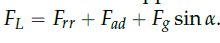 F_L = F_rr + F_ad + F_g sin α.